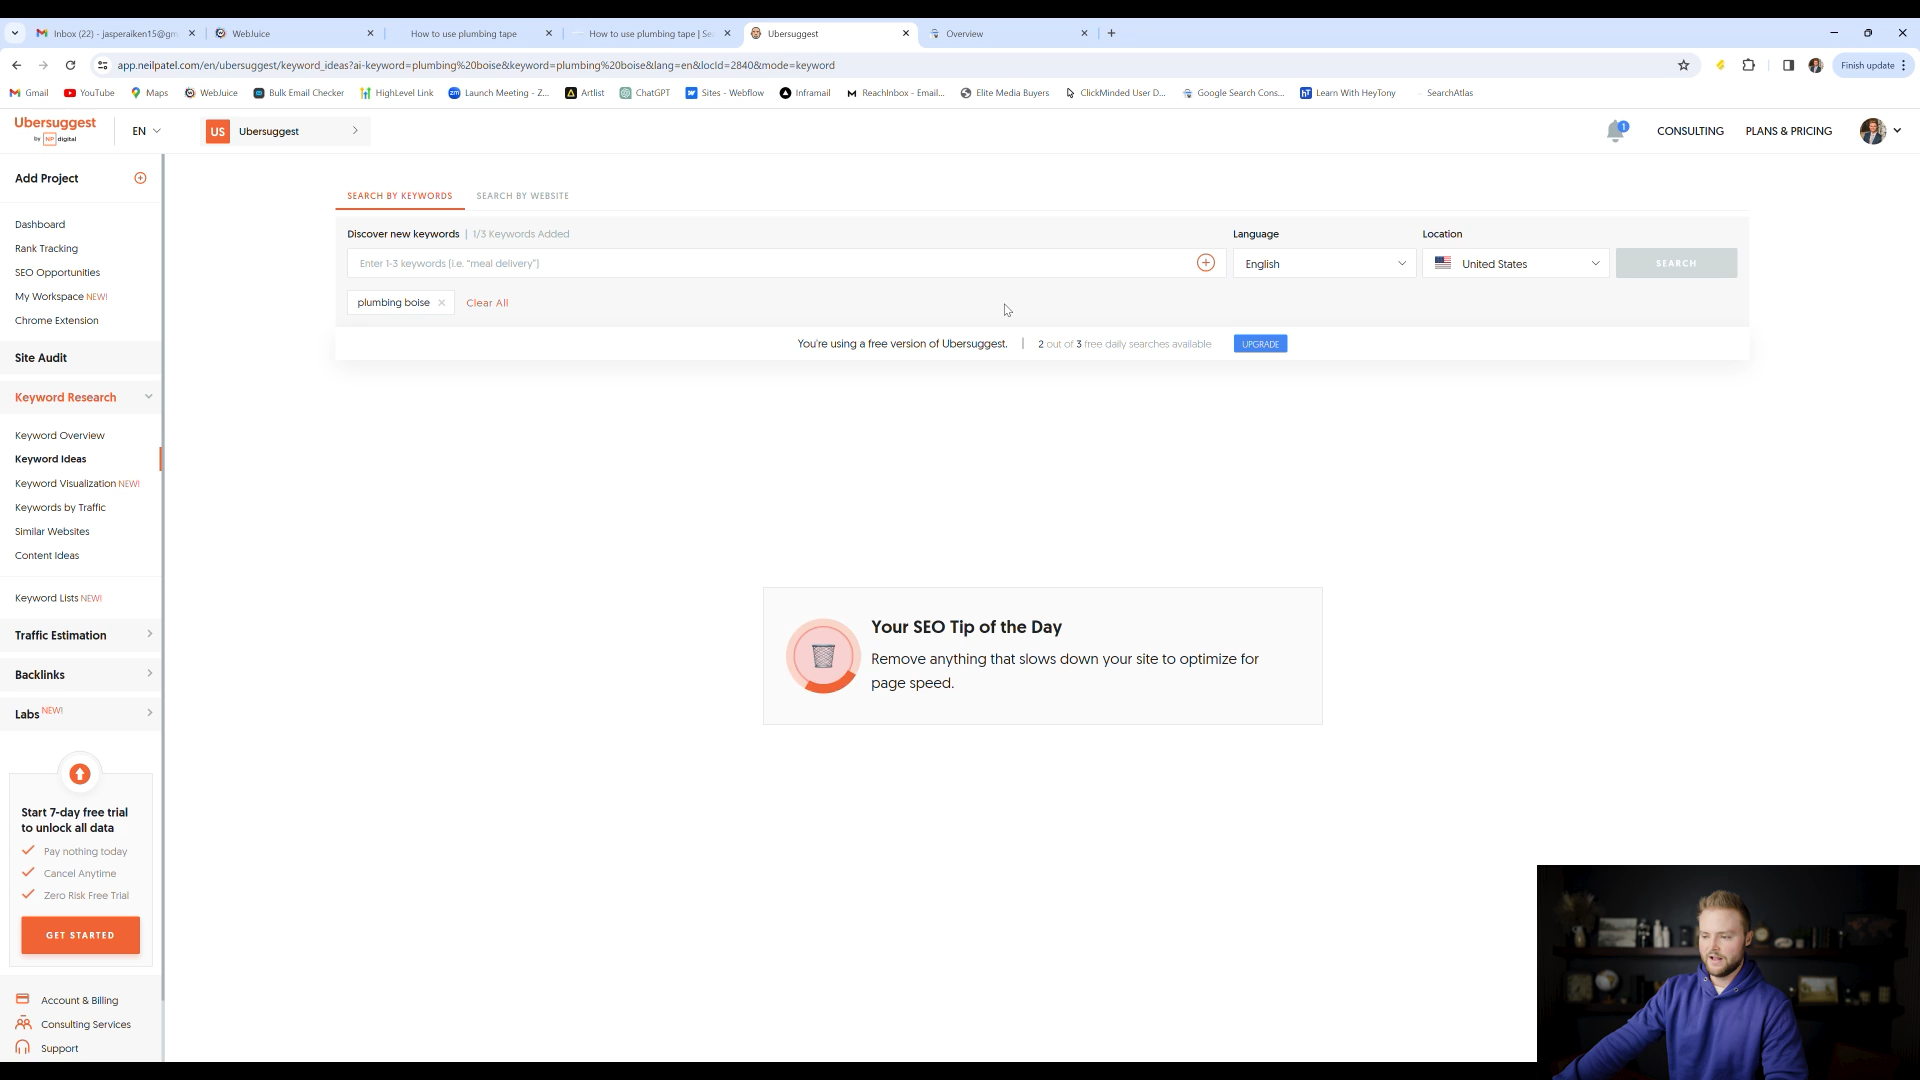 Inbox (22) - jasperaiken15@gm
WebJuice
How to use plumbing tape
How to use plumbing tape | Se
Ubersuggest
Overview
app.neilpatel.com/en/ubersuggest/keyword_ideas?ai-keyword=plumbing%20boise&keyword=plumbing%20boise&lang=en&locId=2840&mode=keyword
Finish update
Gmail
YouTube
Maps
WebJuice
Bulk Email Checker
HighLevel Link
Launch Meeting - Z...
Artlist
ChatGPT
Sites - Webflow
Inframail
ReachInbox - Email...
Elite Media Buyers
ClickMinded User D...
Google Search Cons...
Learn With HeyTony
SearchAtlas
Ubersuggest
by NP digital
EN
US
Ubersuggest
1
CONSULTING
PLANS & PRICING
Add Project
Dashboard
Rank Tracking
SEO Opportunities
My Workspace NEW!
Chrome Extension
Site Audit
Keyword Research
Keyword Overview
Keyword Ideas
Keyword Visualization NEW!
Keywords by Traffic
Similar Websites
Content Ideas
Keyword Lists NEW!
Traffic Estimation
Backlinks
Labs NEW!
Start 7-day free trial
to unlock all data
Pay nothing today
Cancel Anytime
Zero Risk Free Trial
GET STARTED
Account & Billing
Consulting Services
Support
SEARCH BY KEYWORDS
SEARCH BY WEBSITE
Discover new keywords | 1/3 Keywords Added
Language
Location
Enter 1-3 keywords [i.e. "meal delivery"]
English
United States
SEARCH
plumbing boise
Clear All
You're using a free version of Ubersuggest. | 2 out of 3 free daily searches available
UPGRADE
Your SEO Tip of the Day
Remove anything that slows down your site to optimize for
page speed.